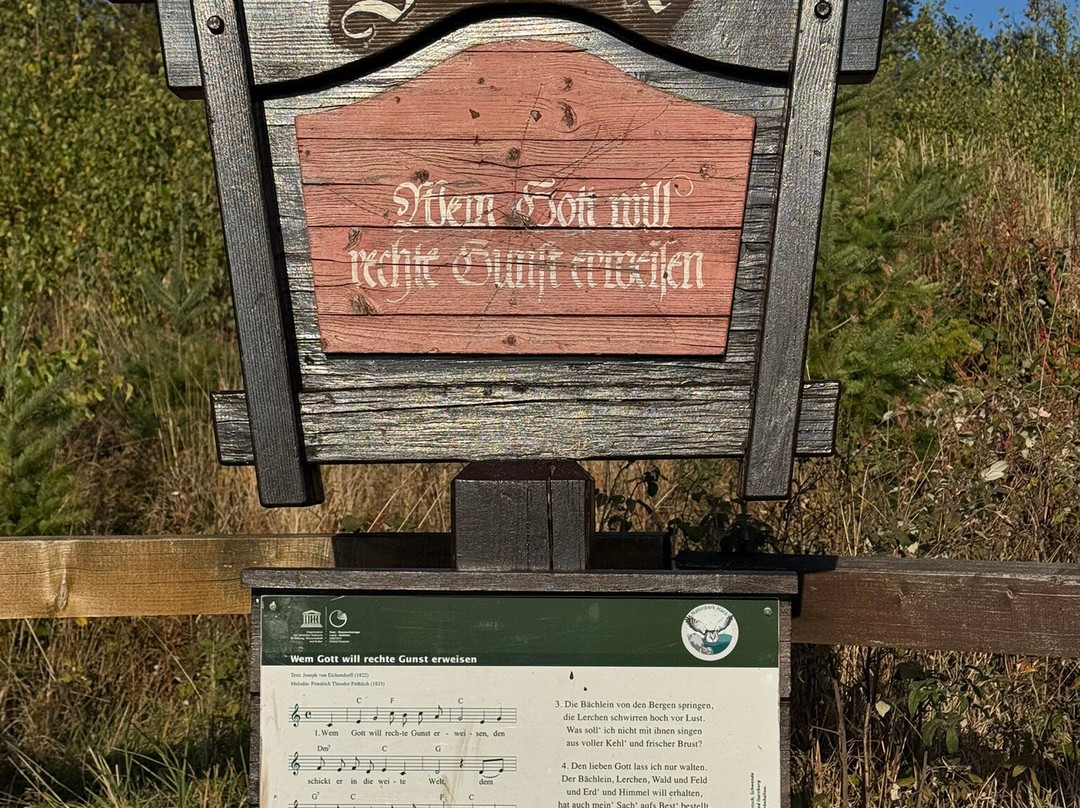 Wem Gott will
rechte Gunst erweisen
Naturpark Harz
Wem Gott will rechte Gunst erweisen
Text: Joseph von Eichendorff (1822)
Melodie: Friedrich Theodor Fröhlich (1833)
C F C
1. Wem Gott will rech-te Gunst er - wei - sen, den
Dm7 C G
schickt er in die wei - te Welt, dem
G7 C F C
3. Die Bächlein von den Bergen springen,
die Lerchen schwirren hoch vor Lust.
Was soll' ich nicht mit ihnen singen
aus voller Kehl' und frischer Brust?
4. Den lieben Gott lass ich nur walten.
Der Bächlein, Lerchen, Wald und Feld
und Erd' und Himmel will erhalten,
hat auch mein' Sach' aufs Best' bestellt